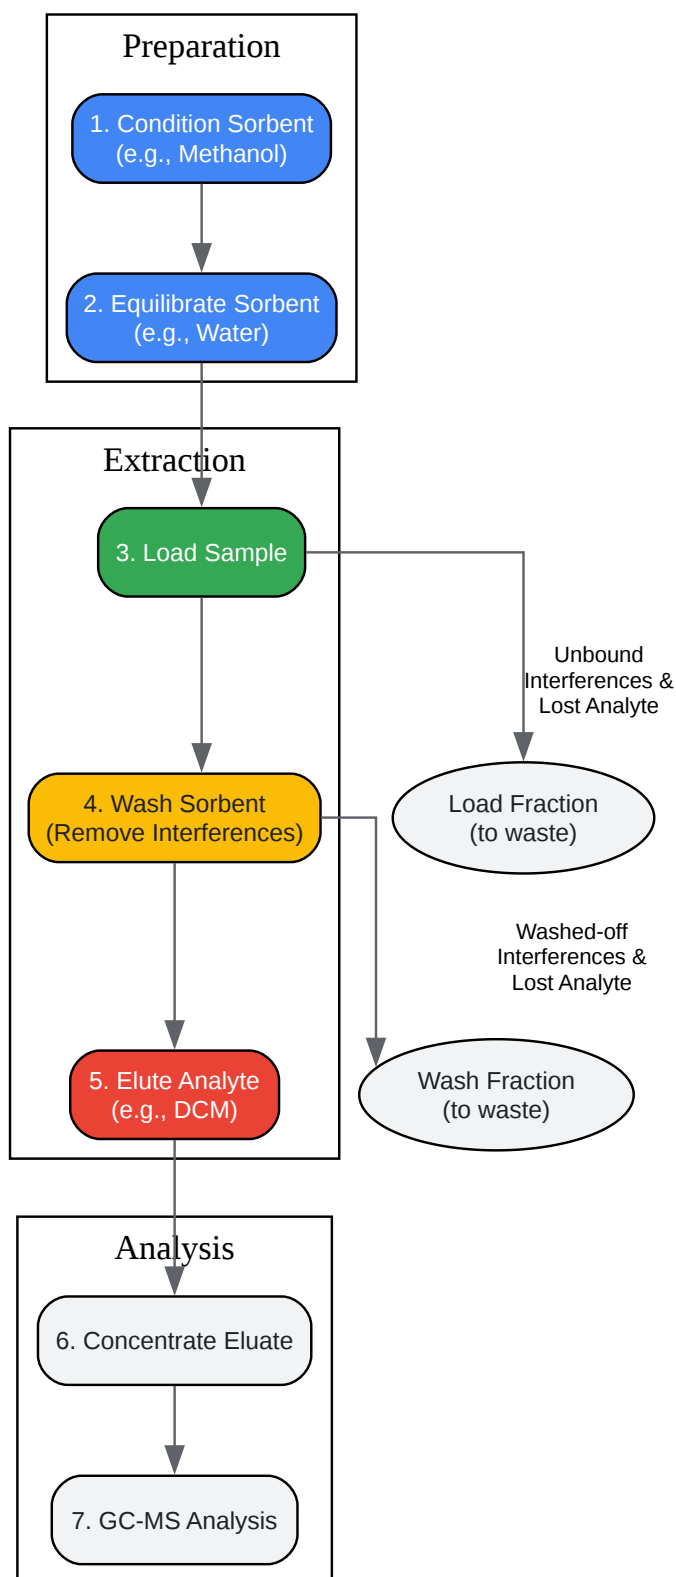 Preparation
1. Condition Sorbent
(e.g., Methanol)
2. Equilibrate Sorbent
(e.g., Water)
Extraction
3. Load Sample
Unbound
Interferences &
Lost Analyte
4. Wash Sorbent
(Remove Interferences)
Load Fraction
(to waste)
Washed-off
Interferences &
Lost Analyte
5. Elute Analyte
(e.g., DCM)
Wash Fraction
(to waste)
Analysis
6. Concentrate Eluate
7. GC-MS Analysis